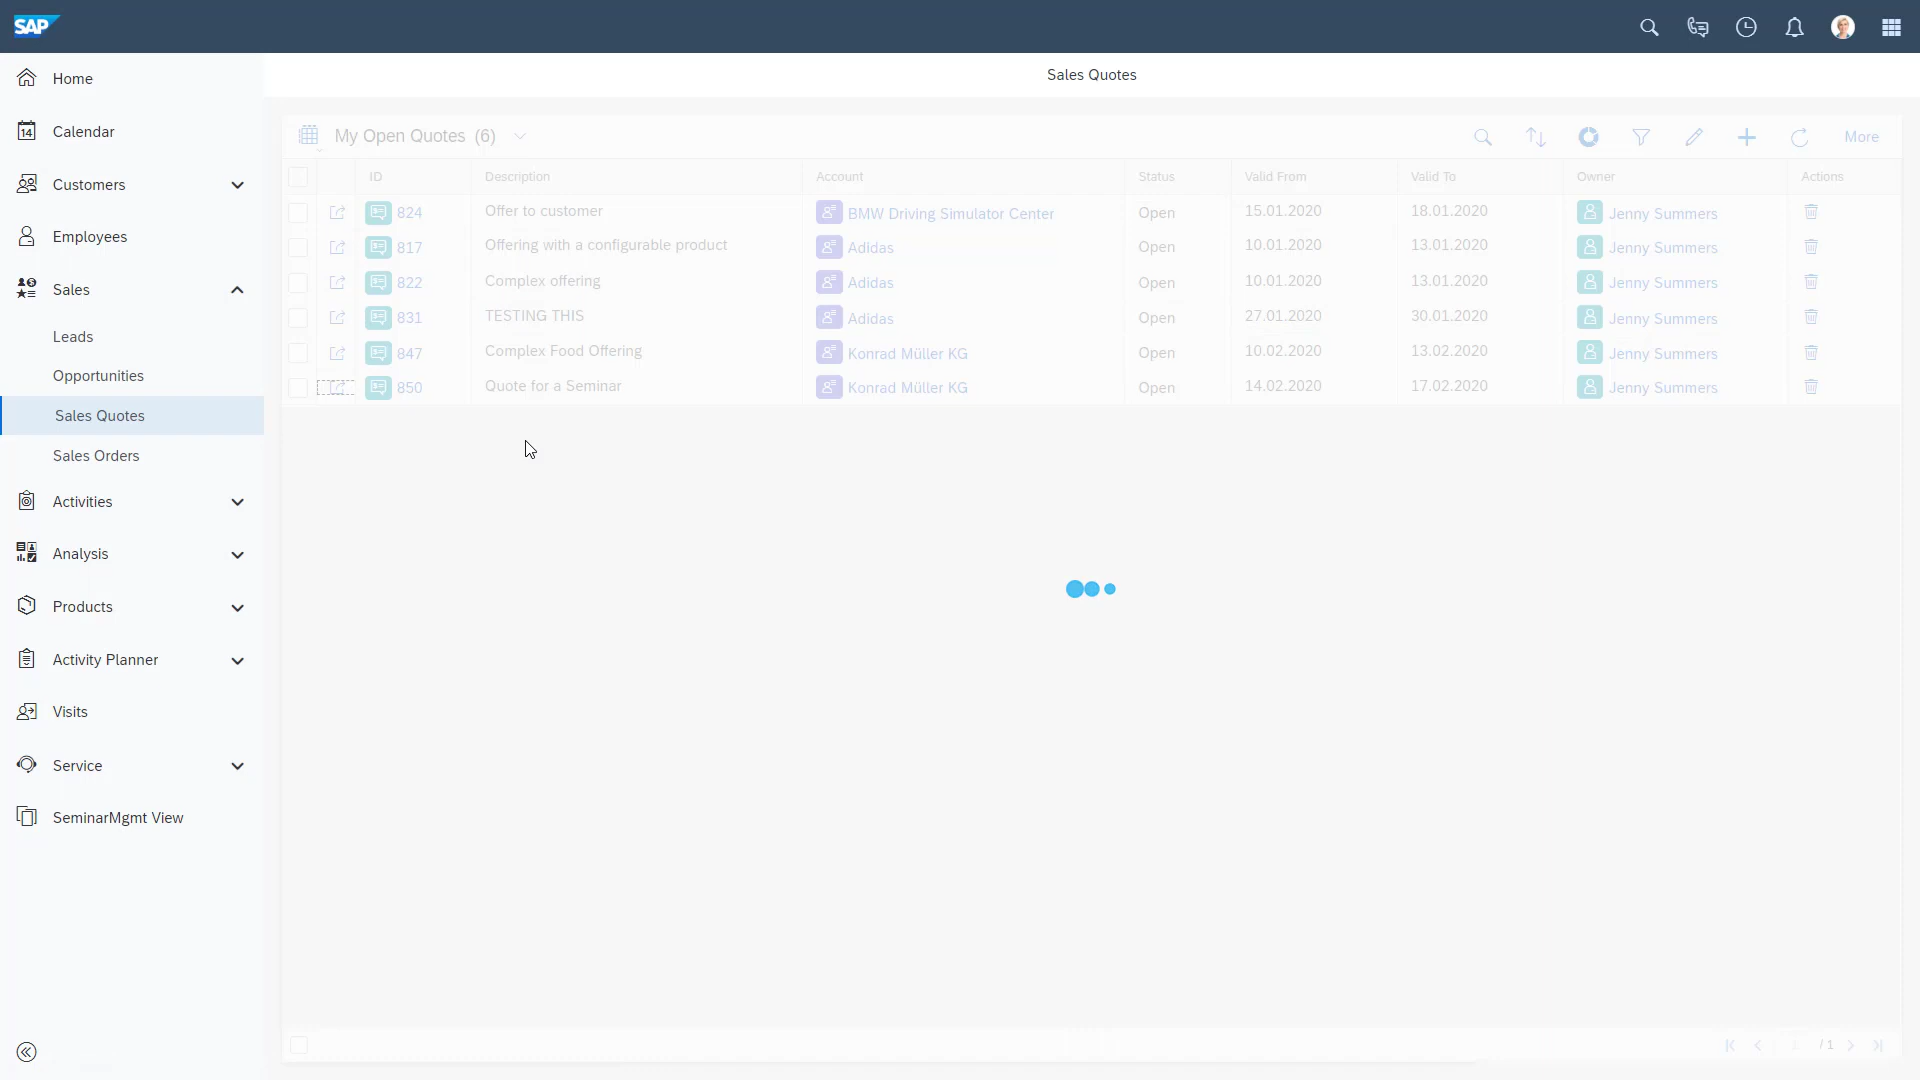 SAP
Sales Quotes
Home
14
Calendar
Customers
Employees
Sales
Leads
Opportunities
Sales Quotes
Sales Orders
Activities
Analysis
Products
Activity Planner
Visits
Service
SeminarMgmt View
My Open Quotes (6)
More
ID Description Account Status Valid From Valid To Owner Actions
824 Offer to customer BMW Driving Simulator Center Open 15.01.2020 18.01.2020 Jenny Summers
817 Offering with a configurable product Adidas Open 10.01.2020 13.01.2020 Jenny Summers
822 Complex offering Adidas Open 10.01.2020 13.01.2020 Jenny Summers
831 TESTING THIS Adidas Open 27.01.2020 30.01.2020 Jenny Summers
847 Complex Food Offering Konrad Müller KG Open 10.02.2020 13.02.2020 Jenny Summers
850 Quote for a Seminar Konrad Müller KG Open 14.02.2020 17.02.2020 Jenny Summers
1 / 1